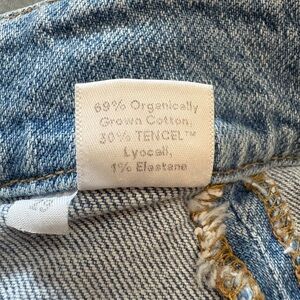 69% Organically
Grown Cotton,
30% TENCEL™
Lyocell,
1% Elastane